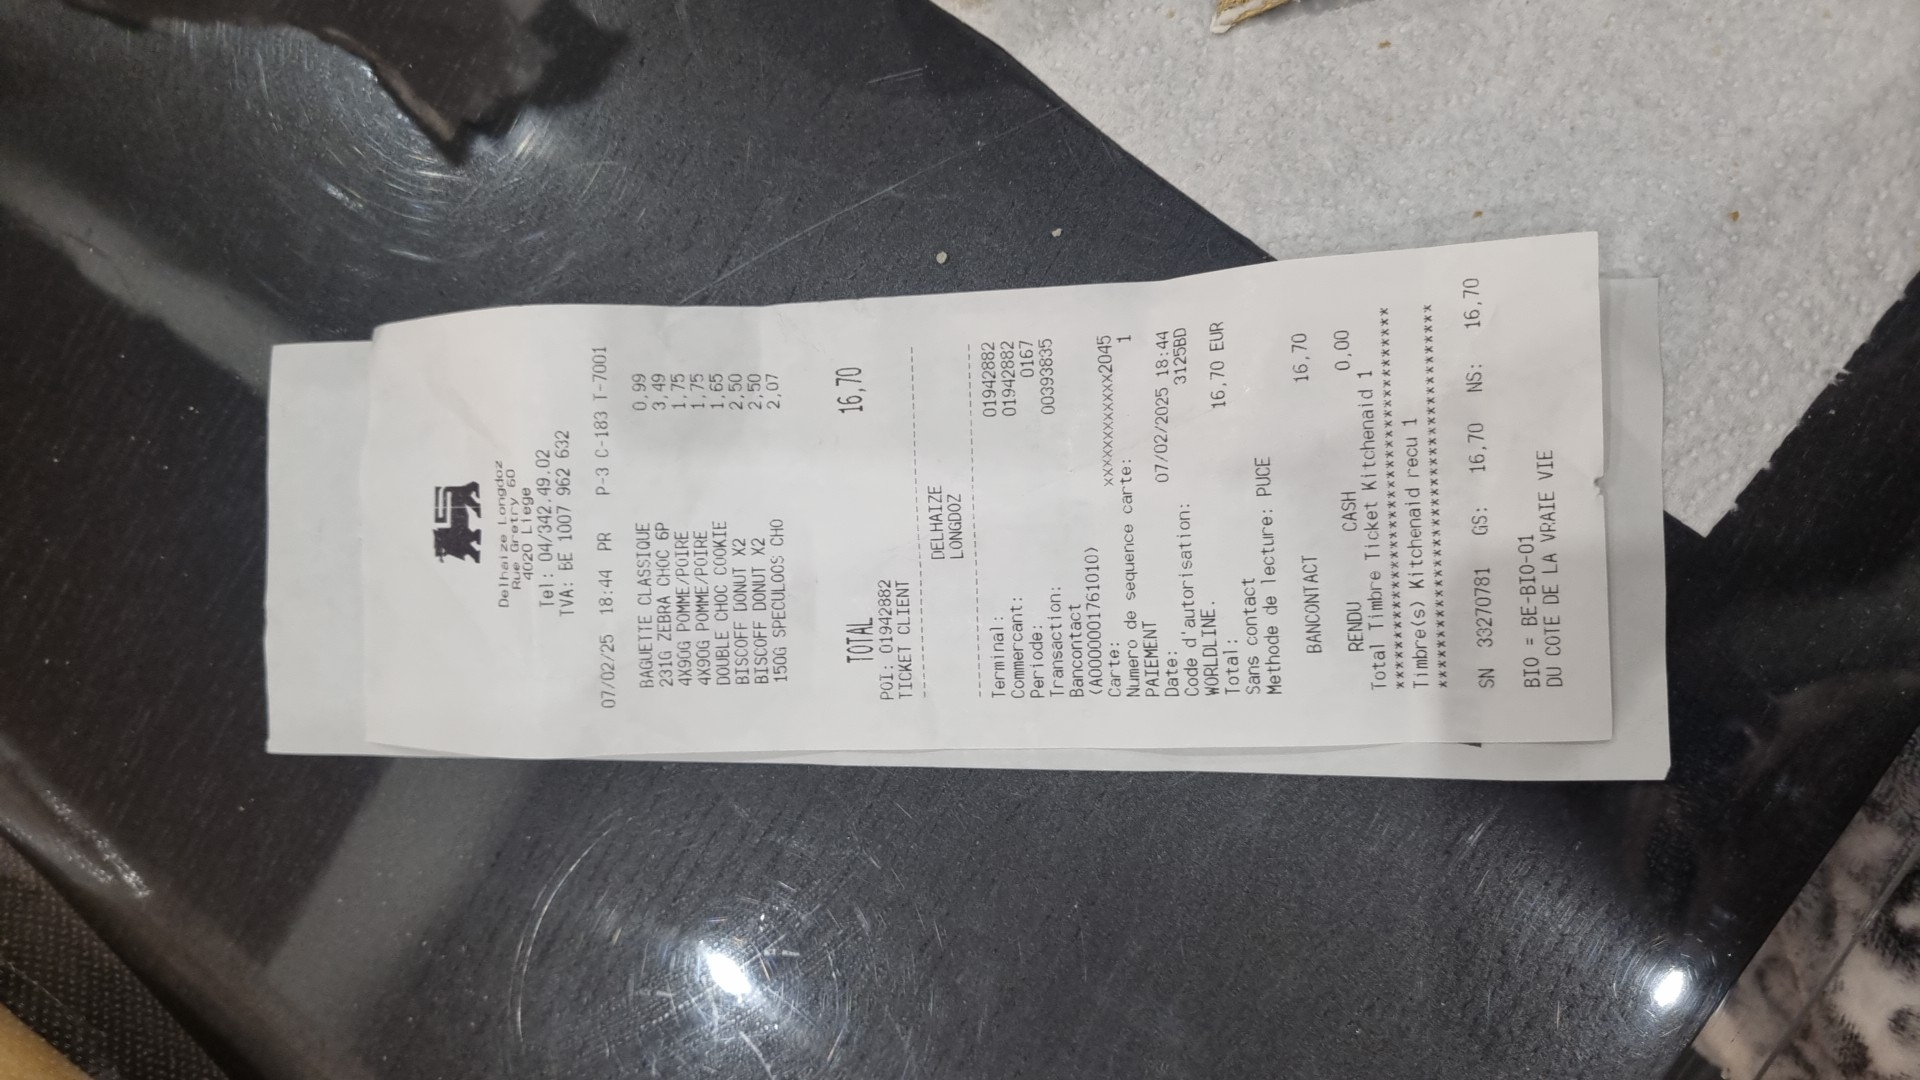 Delhaize Longdoz
Rue Gretry 60
4020 Liege
Tel: 04/342.49.02
TVA: BE 1007 962 632
07/02/25 18:44 PR P-3 C-183 T-7001
BAGUETTE CLASSIQUE 0,99
231G ZEBRA CHOC 6P 3,49
4X90G POMME/POIRE 1,75
4X90G POMME/POIRE 1,75
DOUBLE CHOC COOKIE 1,65
BISCOFF DONUT X2 2,50
BISCOFF DONUT X2 2,50
150G SPECULOOS CHO 2,07
TOTAL 16,70
POI: 01942882
TICKET CLIENT
DELHAIZE
LONGDOZ
Terminal: 01942882
Commercant: 01942882
Periode: 0167
Transaction: 00393835
Bancontact
(A0000001761010)
Carte: xxxxxxxxxxxxx2045
Numero de sequence carte: 1
PAIEMENT
Date: 07/02/2025 18:44
Code d'autorisation: 3125BD
WORLDLINE.
Total: 16,70 EUR
Sans contact
Methode de lecture: PUCE
BANCONTACT 16,70
RENDU CASH 0,00
Total Timbre Ticket Kitchenaid 1
****************************************
Timbre(s) Kitchenaid recu 1
****************************************
SN 33270781 GS: 16,70 NS: 16,70
BIO = BE-BIO-01
DU COTE DE LA VRAIE VIE